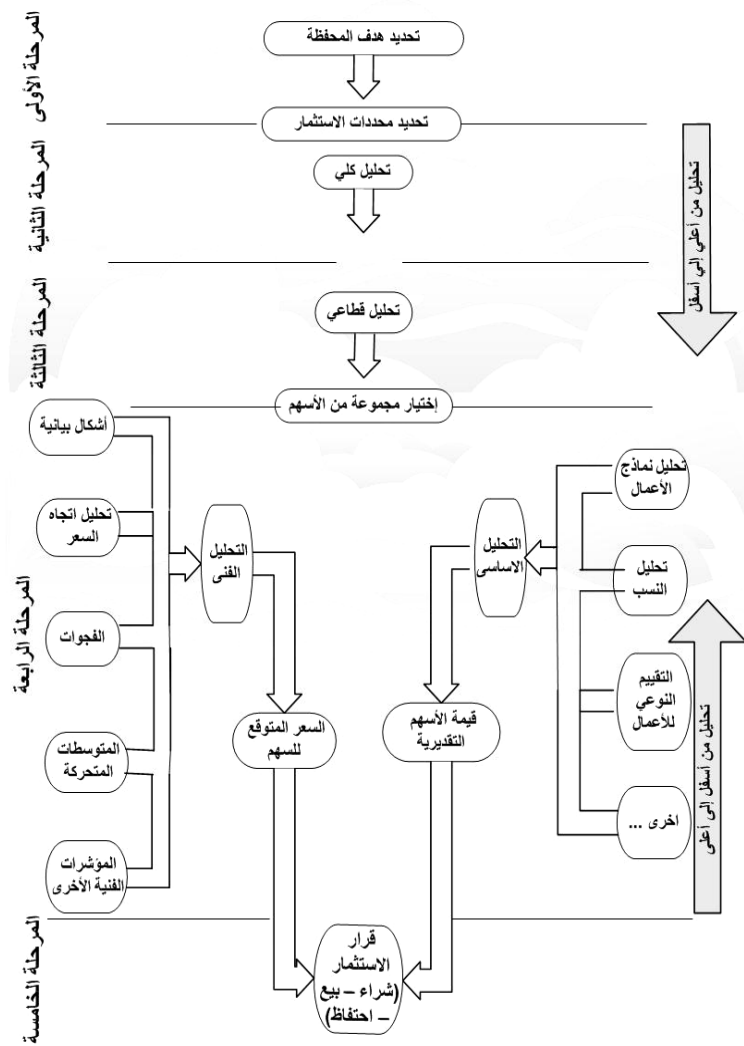 المرحلة الأولى
تحديد هدف المحفظة
تحديد محددات الاستثمار
المرحلة الثانية
تحليل كلي
تحليل من أعلي إلي أسفل
المرحلة الثالثة
تحليل قطاعي
إختيار مجموعة من الأسهم
المرحلة الرابعة
تحليل نماذج
الأعمال
تحليل
النسب
التقييم
النوعي
للأعمال
اخرى ...
التحليل
الاساسى
قيمة الأسهم
التقديرية
تحليل من أسفل إلى أعلى
أشكال بيانية
تحليل اتجاه
السعر
الفجوات
المتوسطات
المتحركة
المؤشرات
الفنية الأخرى
التحليل
الفنى
السعر المتوقع
للسهم
المرحلة الخامسة
قرار
الاستثمار
(شراء – بيع
– احتفاظ)